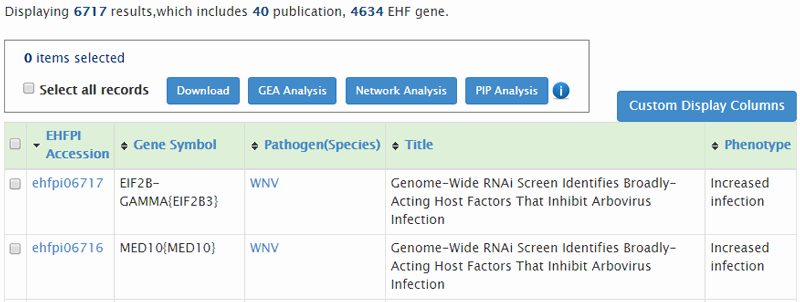 Displaying 6717 results,which includes 40 publication, 4634 EHF gene.
0 items selected
Select all records Download GEA Analysis Network Analysis PIP Analysis i
Custom Display Columns
EHFPI Accession Gene Symbol Pathogen(Species) Title Phenotype
ehfpi06717 EIF2B- WNV Genome-Wide RNAi Screen Identifies Broadly- Increased
GAMMA{EIF2B3} Acting Host Factors That Inhibit Arbovirus infection
Infection
ehfpi06716 MED10{MED10} WNV Genome-Wide RNAi Screen Identifies Broadly- Increased
Acting Host Factors That Inhibit Arbovirus infection
Infection